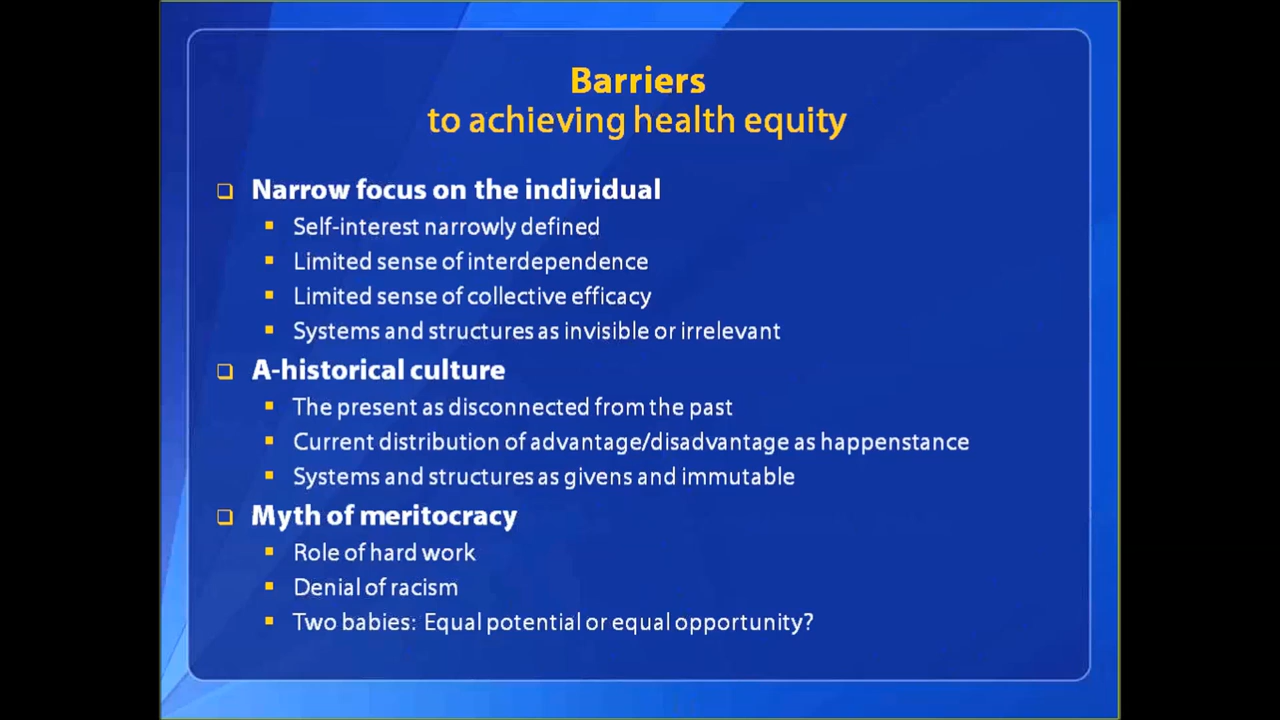 Barriers
to achieving health equity
Narrow focus on the individual
Self-interest narrowly defined
Limited sense of interdependence
Limited sense of collective efficacy
Systems and structures as invisible or irrelevant
A-historical culture
The present as disconnected from the past
Current distribution of advantage/disadvantage as happenstance
Systems and structures as givens and immutable
Myth of meritocracy
Role of hard work
Denial of racism
Two babies: Equal potential or equal opportunity?